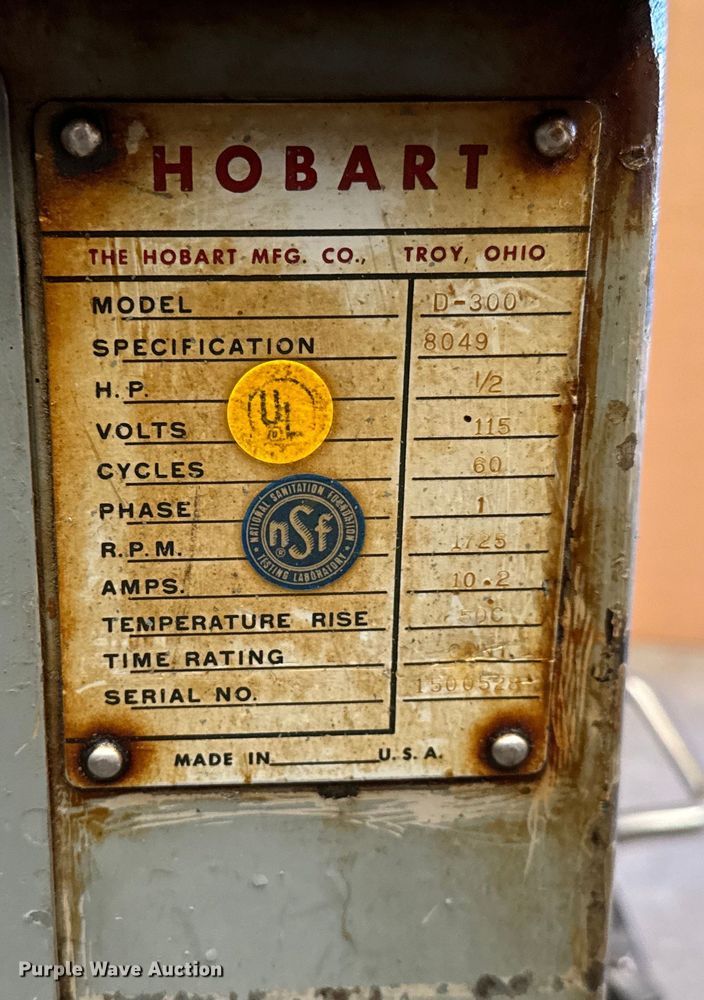 HOBART
THE HOBART MFG. CO., TROY, OHIO
MODEL D-300
SPECIFICATION 8049
H.P. 1/2
VOLTS 115
CYCLES 60
PHASE 1
R.P.M. 1725
AMPS. 10.2
TEMPERATURE RISE
TIME RATING CONT.
SERIAL NO.
MADE IN U.S.A.
UL
NATIONAL SANITATION FOUNDATION
nsf®
TESTING LABORATORY
Purple Wave Auction